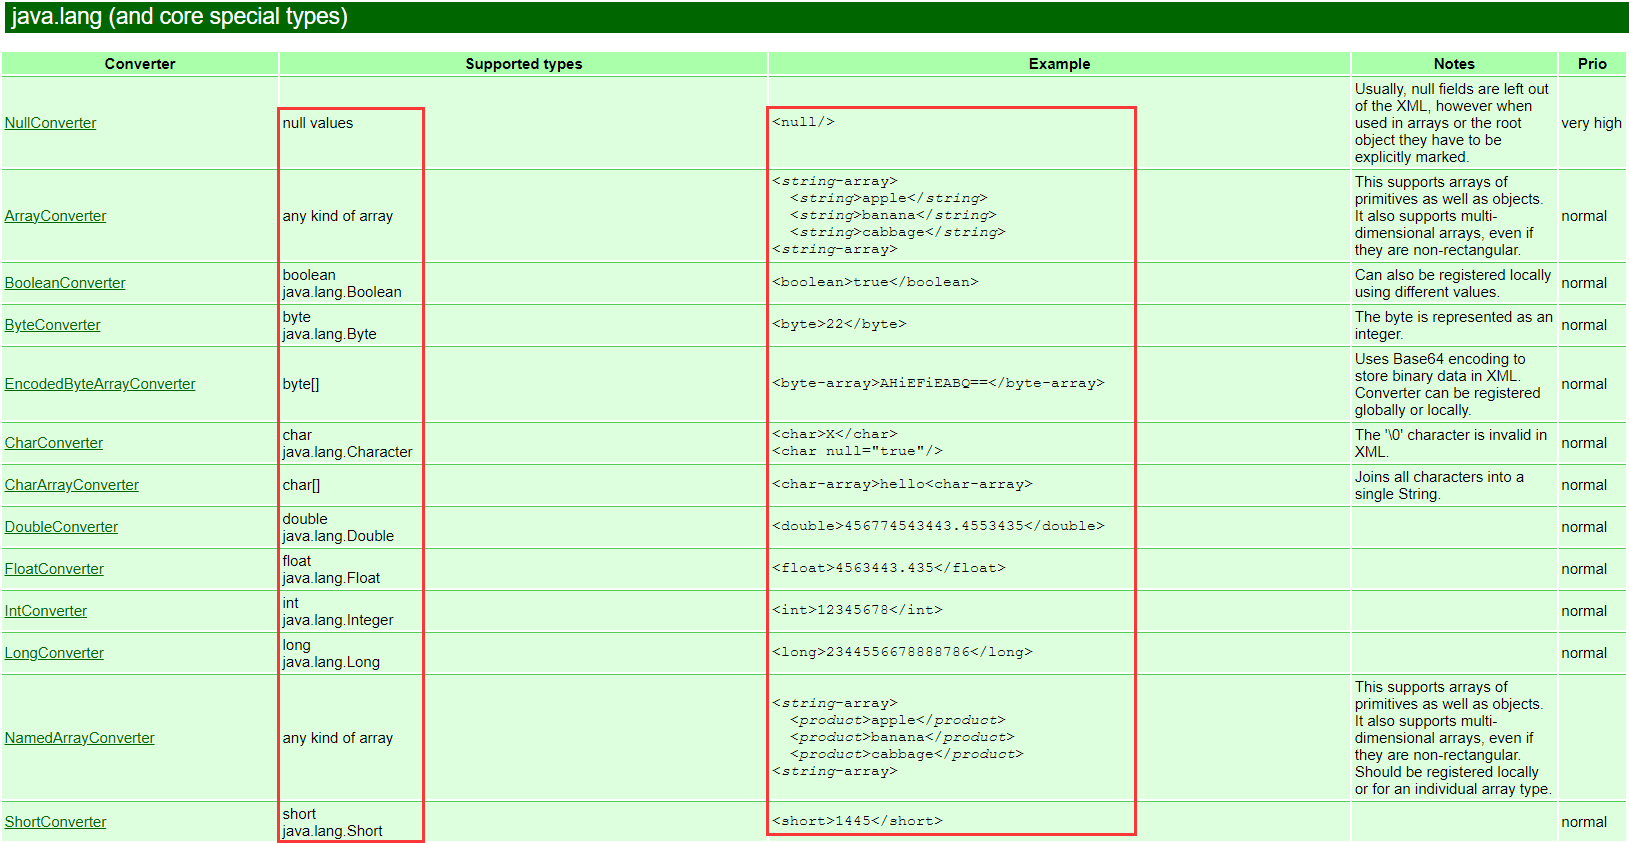 java.lang (and core special types)
Converter Supported types Example Notes Prio
NullConverter
null values
<null/>
Usually, null fields are left out
of the XML, however when
used in arrays or the root
object they have to be
explicitly marked.
very high
ArrayConverter
any kind of array
<string-array>
<string>apple</string>
<string>banana</string>
<string>cabbage</string>
<string-array>
This supports arrays of
primitives as well as objects.
It also supports multi-
dimensional arrays, even if
they are non-rectangular.
normal
BooleanConverter
boolean
java.lang.Boolean
<boolean>true</boolean>
Can also be registered locally
using different values.
normal
ByteConverter
byte
java.lang.Byte
<byte>22</byte>
The byte is represented as an
integer.
normal
EncodedByteArrayConverter
byte[]
<byte-array>AHiEFiEABQ==</byte-array>
Uses Base64 encoding to
store binary data in XML.
Converter can be registered
globally or locally.
normal
CharConverter
char
java.lang.Character
<char>X</char>
<char null="true"/>
The '\0' character is invalid in
XML.
normal
CharArrayConverter
char[]
<char-array>hello<char-array>
Joins all characters into a
single String.
normal
DoubleConverter
double
java.lang.Double
<double>456774543443.4553435</double>
normal
FloatConverter
float
java.lang.Float
<float>4563443.435</float>
normal
IntConverter
int
java.lang.Integer
<int>12345678</int>
normal
LongConverter
long
java.lang.Long
<long>2344556678888786</long>
normal
NamedArrayConverter
any kind of array
<string-array>
<product>apple</product>
<product>banana</product>
<product>cabbage</product>
<string-array>
This supports arrays of
primitives as well as objects.
It also supports multi-
dimensional arrays, even if
they are non-rectangular.
Should be registered locally
or for an individual array type.
ShortConverter
short
java.lang.Short
<short>1445</short>
normal